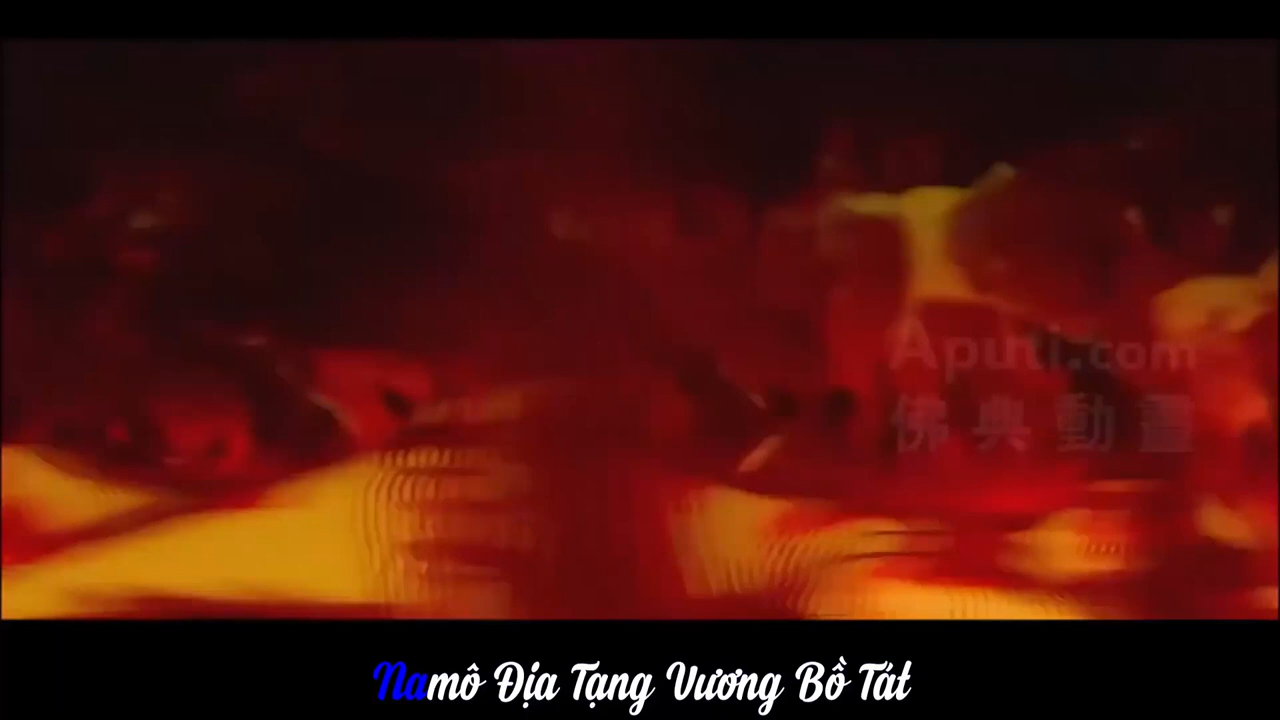 Aputi.com
佛典動畫
Namô Địa Tạng Vương Bồ Tát